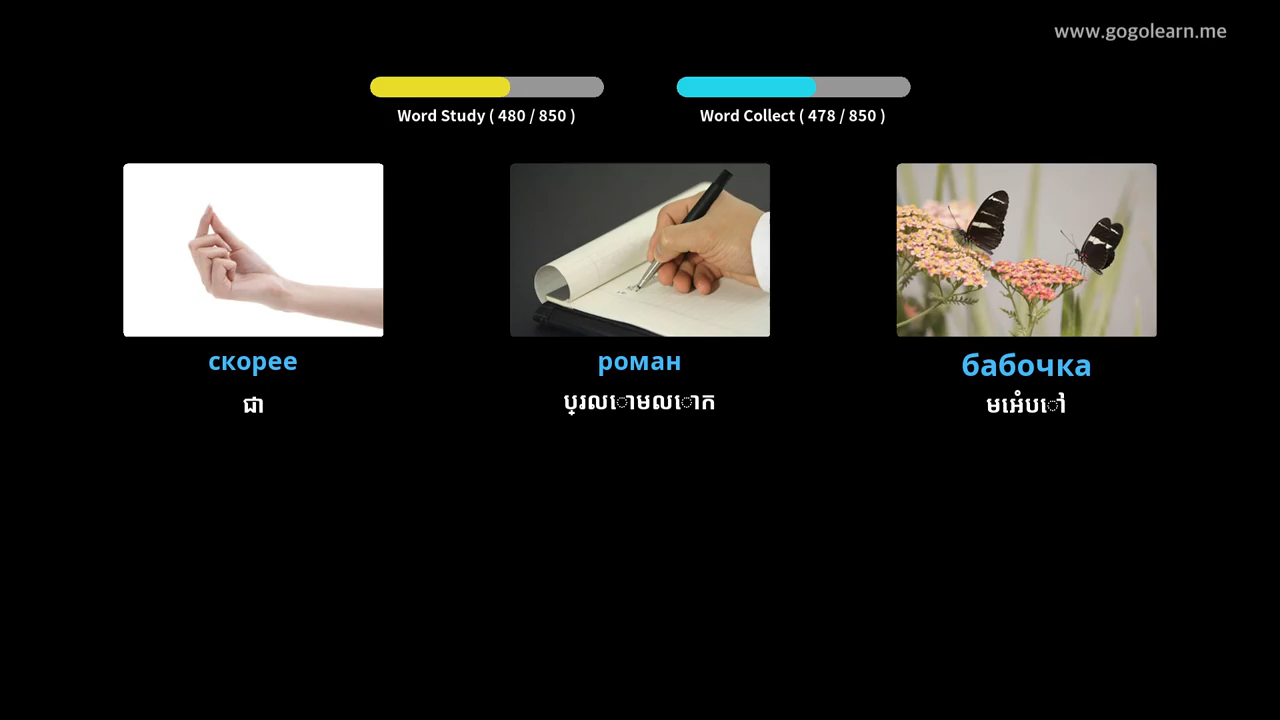 www.gogolearn.me
Word Study ( 480 / 850 )
Word Collect ( 478 / 850 )
скорее
роман
бабочка
ជា
ប្រលោមលោក
មអំេបៅ